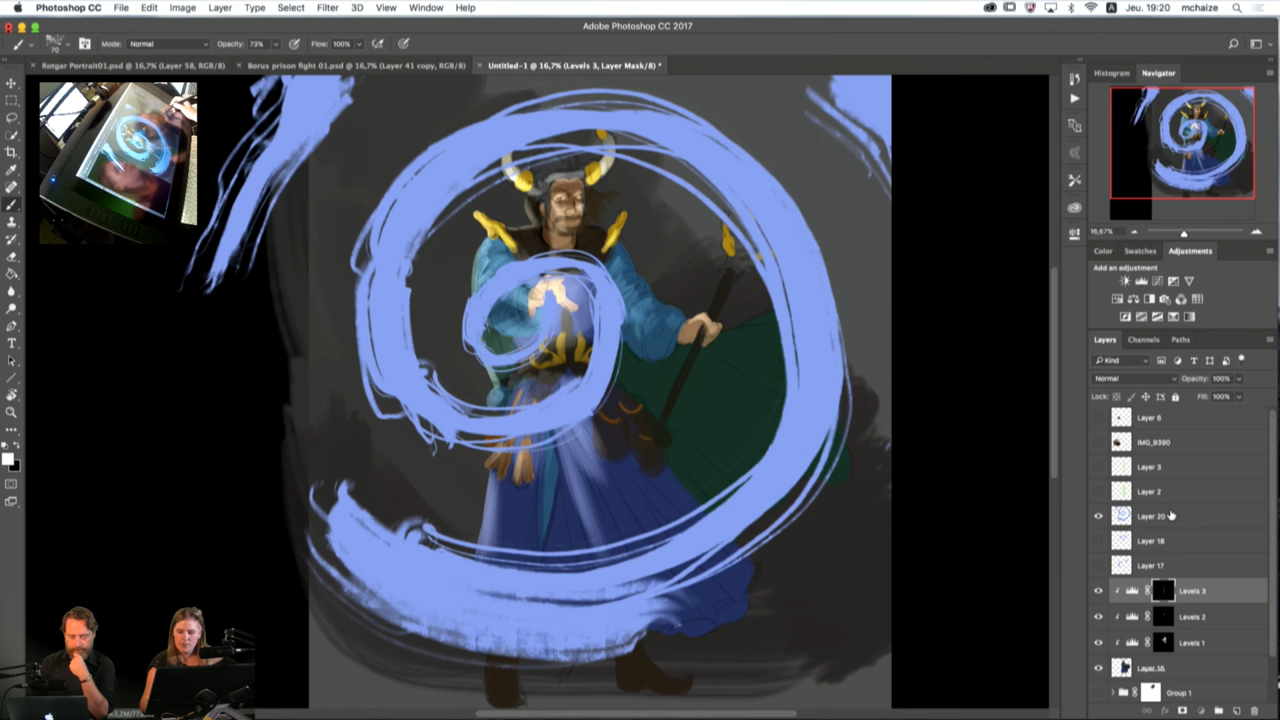 Photoshop CC File Edit Image Layer Type Select Filter 3D View Window Help Jeu. 19:20 mchaize
Adobe Photoshop CC 2017
70 Mode: Normal Opacity: 73% Flow: 100%
Rotgar Portrait01.psd @ 16,7% (Layer 58, RGB/8) Borus prison fight 01.psd @ 16,7% (Layer 41 copy, RGB/8) Untitled-1 @ 16,7% (Levels 3, Layer Mask/8) *
Histogram Navigator
16,67%
Color Swatches Adjustments
Add an adjustment
Layers Channels Paths
Kind
Normal Opacity: 100%
Lock: Fill: 100%
Layer 6
IMG_9390
Layer 3
Layer 2
Layer 20
Layer 18
Layer 17
Levels 3
Levels 2
Levels 1
Layer 16
Group 1